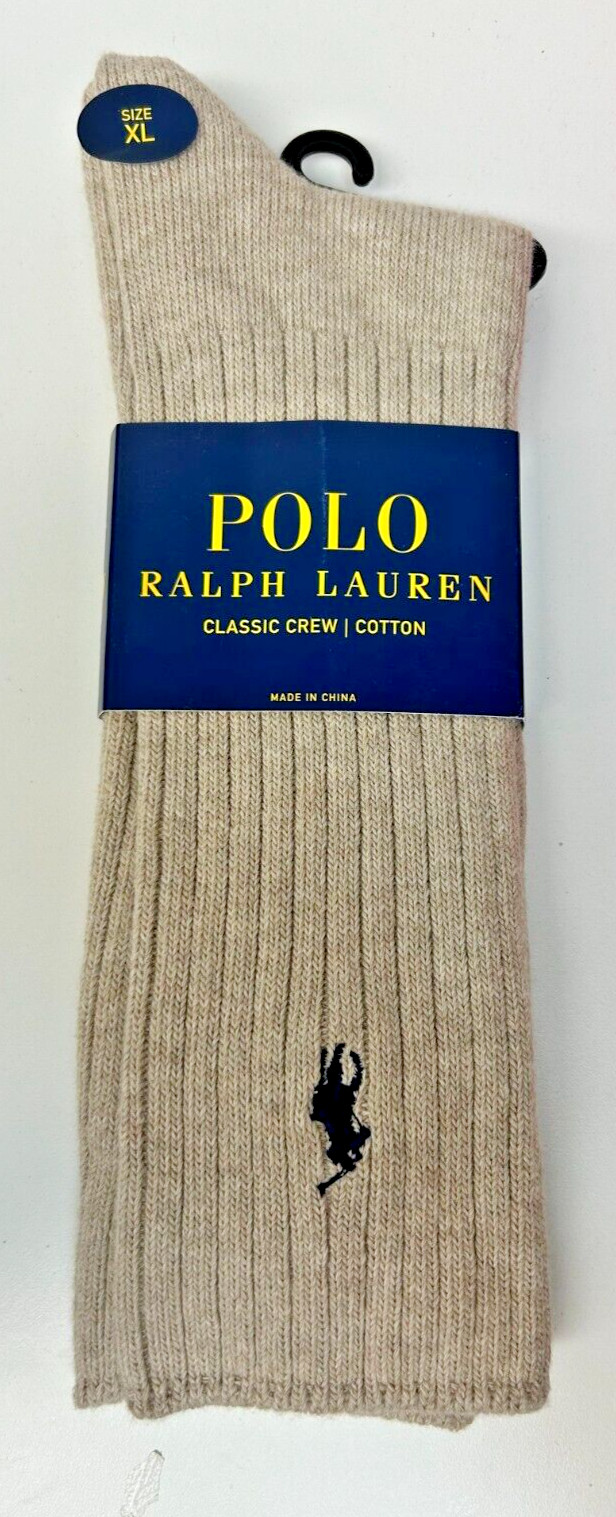 SIZE
XL
POLO
RALPH LAUREN
CLASSIC CREW | COTTON
MADE IN CHINA